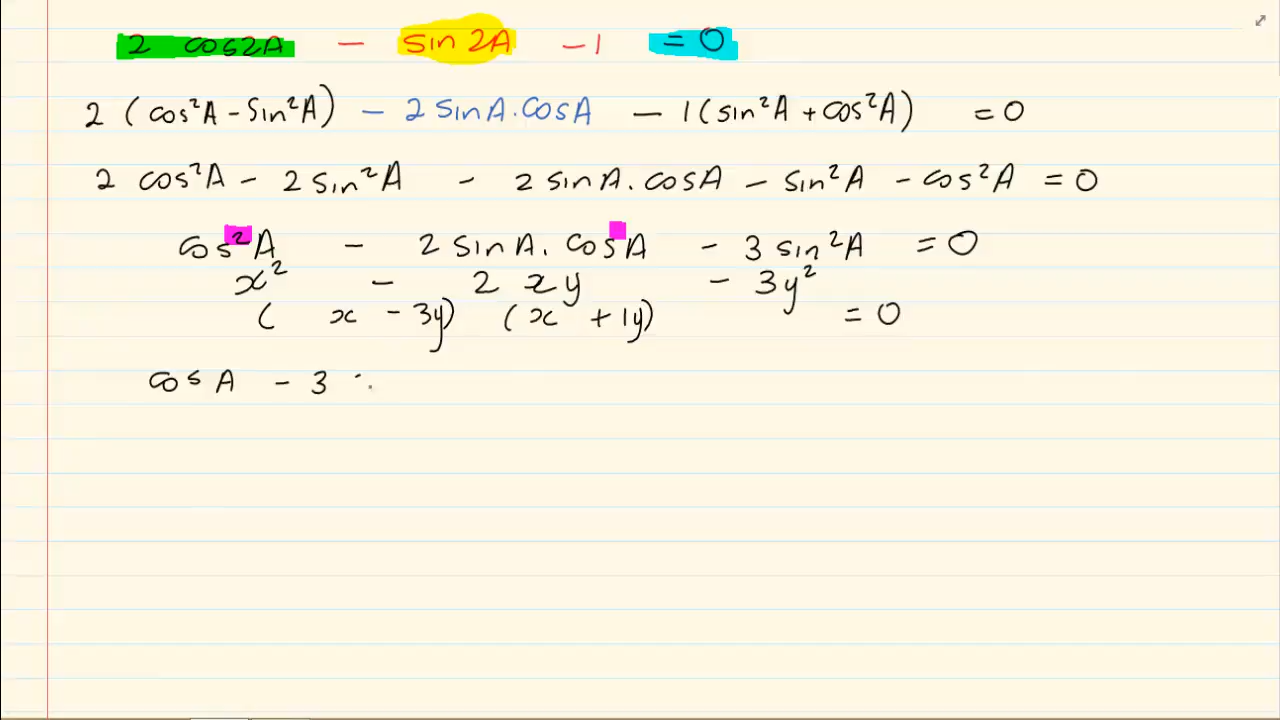 2 cos2A - sin 2A - 1 = 0
2 (cos²A - Sin²A) - 2 SinA.CosA - 1(sin²A + cos²A) = 0
2 cos²A - 2 sin²A - 2 sinA.cosA - sin²A - cos²A = 0
cos²A - 2 sinA. cosA - 3 sin²A = 0
x² - 2 xy - 3y²
( x - 3y) (x + 1y) = 0
cos A - 3